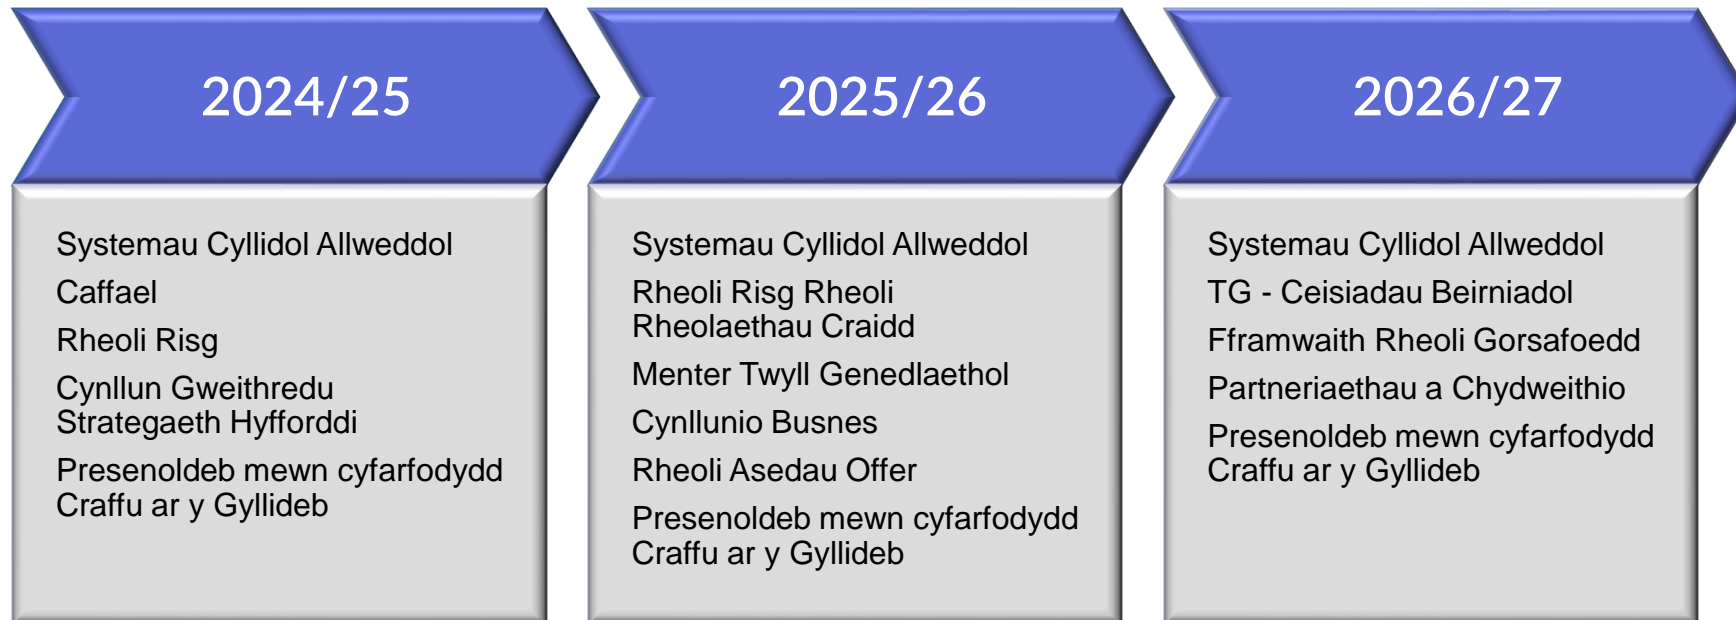 2024/25
Systemau Cyllidol Allweddol
Caffael
Rheoli Risg
Cynllun Gweithredu
Strategaeth Hyfforddi
Presenoldeb mewn cyfarfodydd
Craffu ar y Gyllideb
2025/26
Systemau Cyllidol Allweddol
Rheoli Risg Rheoli
Rheolaethau Craidd
Menter Twyll Genedlaethol
Cynllunio Busnes
Rheoli Asedau Offer
Presenoldeb mewn cyfarfodydd
Craffu ar y Gyllideb
2026/27
Systemau Cyllidol Allweddol
TG - Ceisiadau Beirniadol
Fframwaith Rheoli Gorsafoedd
Partneriaethau a Chydweithio
Presenoldeb mewn cyfarfodydd
Craffu ar y Gyllideb